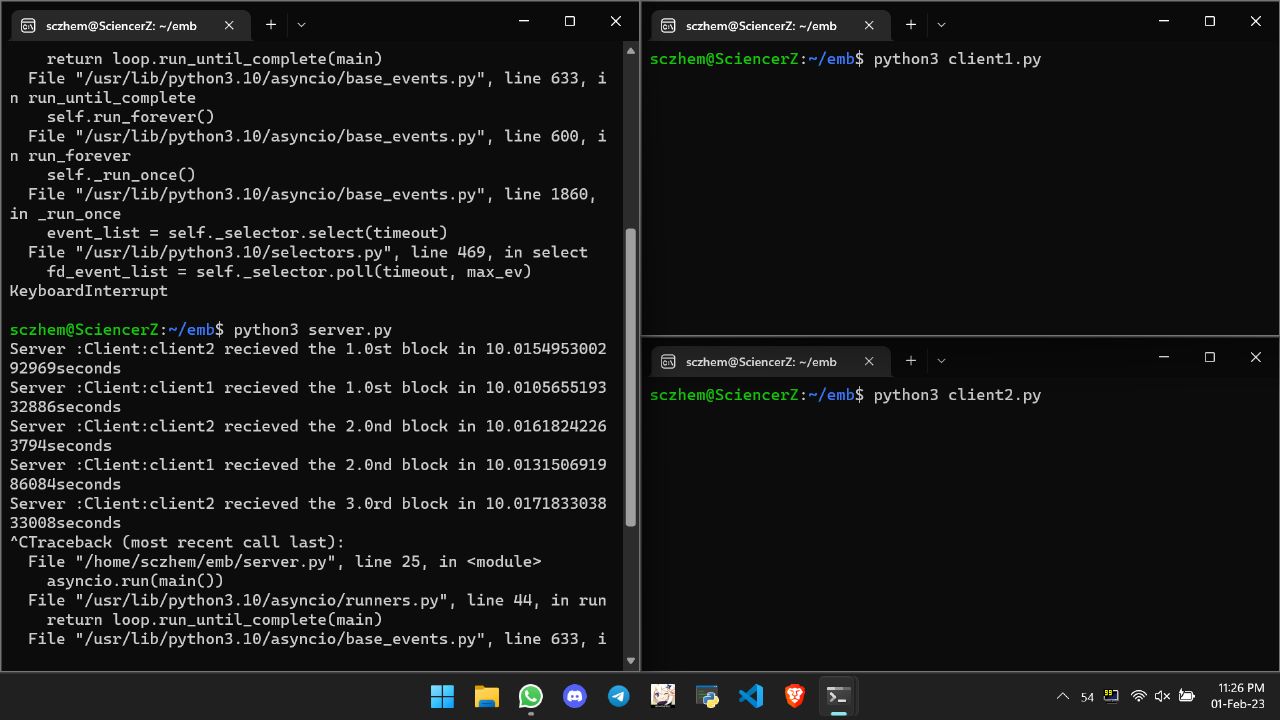 sczhem@SciencerZ: ~/emb
return loop.run_until_complete(main)
File "/usr/lib/python3.10/asyncio/base_events.py", line 633, i
n run_until_complete
self.run_forever()
File "/usr/lib/python3.10/asyncio/base_events.py", line 600, i
n run_forever
self._run_once()
File "/usr/lib/python3.10/asyncio/base_events.py", line 1860,
in _run_once
event_list = self._selector.select(timeout)
File "/usr/lib/python3.10/selectors.py", line 469, in select
fd_event_list = self._selector.poll(timeout, max_ev)
KeyboardInterrupt
sczhem@SciencerZ:~/emb$ python3 server.py
Server :Client:client2 recieved the 1.0st block in 10.0154953002
92969seconds
Server :Client:client1 recieved the 1.0st block in 10.0105655193
32886seconds
Server :Client:client2 recieved the 2.0nd block in 10.0161824226
3794seconds
Server :Client:client1 recieved the 2.0nd block in 10.0131506919
86084seconds
Server :Client:client2 recieved the 3.0rd block in 10.0171833038
33008seconds
^CTraceback (most recent call last):
File "/home/sczhem/emb/server.py", line 25, in <module>
asyncio.run(main())
File "/usr/lib/python3.10/asyncio/runners.py", line 44, in run
return loop.run_until_complete(main)
File "/usr/lib/python3.10/asyncio/base_events.py", line 633, i
sczhem@SciencerZ: ~/emb
sczhem@SciencerZ:~/emb$ python3 client1.py
sczhem@SciencerZ: ~/emb
sczhem@SciencerZ:~/emb$ python3 client2.py
54
11:26 PM
01-Feb-23